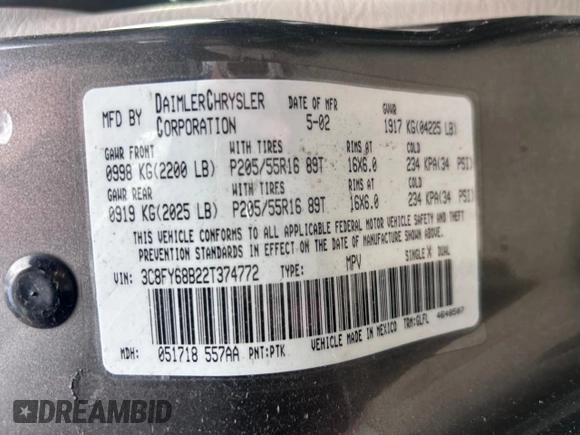 MFD BY DAIMLERCHRYSLER CORPORATION DATE OF MFR 5-02 GVWR 1917 KG(04225 LB)
GAWR FRONT WITH TIRES RIMS AT COLD
0998 KG(2200 LB) P205/55R16 89T 16X6.0 234 KPA(34 PSI)
GAWR REAR WITH TIRES RIMS AT COLD
0919 KG(2025 LB) P205/55R16 89T 16X6.0 234 KPA(34 PSI)
THIS VEHICLE CONFORMS TO ALL APPLICABLE FEDERAL MOTOR VEHICLE SAFETY AND THEFT
PREVENTION STANDARDS IN EFFECT ON THE DATE OF MANUFACTURE SHOWN ABOVE.
VIN: 3C8FY68B22T374772 TYPE: MPV SINGLE X DUAL
MDH: 051718 557AA PNT:PTK VEHICLE MADE IN MEXICO TRM:GLFL 4648507
DREAMBID